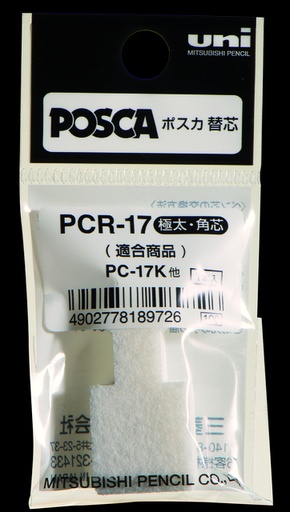 uni
MITSUBISHI PENCIL
POSCA ポスカ 替芯
PCR-17 極太・角芯
(適合商品)
PC-17K 他
4902778189726
100
MITSUBISHI PENCIL CO.,L